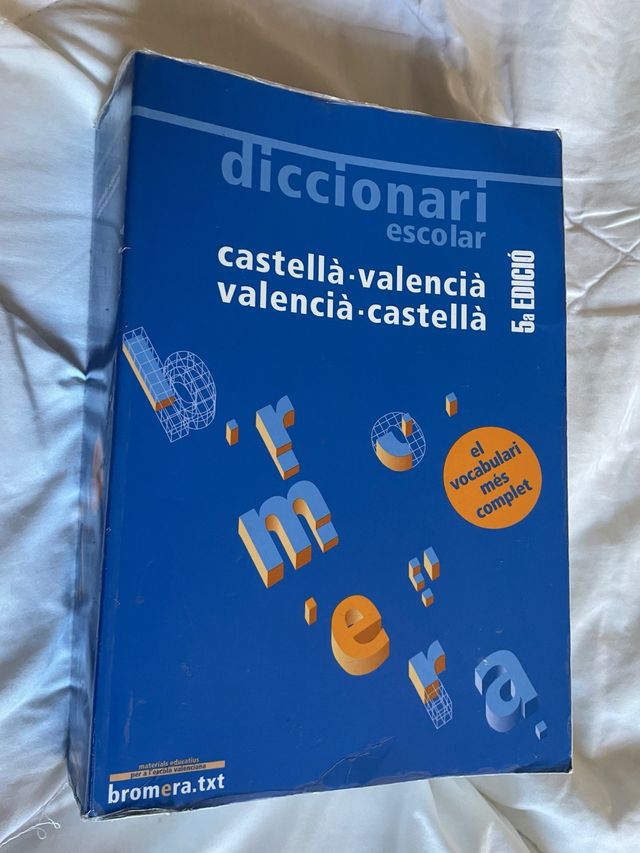 diccionari
escolar
castellà·valencià
valencià·castellà
5a EDICIÓ
el
vocabulari
més
complet
b r o m e r a
materials educatius
per a l'escola valenciana
bromera.txt